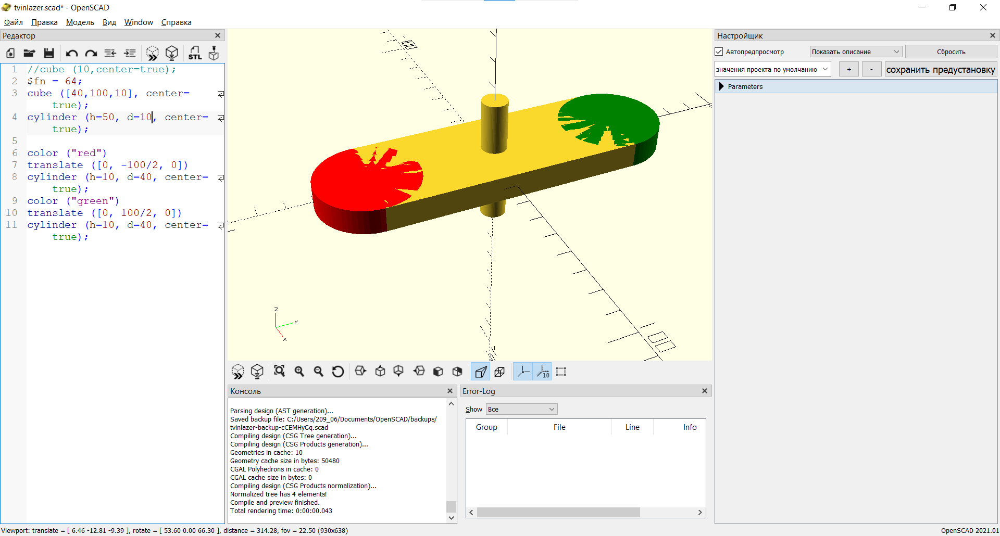 tvinlazer.scad* - OpenSCAD
Файл Правка Модель Вид Window Справка
Редактор
STL
1 //cube (10,center=true);
2 $fn = 64;
3 cube ([40,100,10], center=
true);
4 cylinder (h=50, d=10, center=
true);
5
6 color ("red")
7 translate ([0, -100/2, 0])
8 cylinder (h=10, d=40, center=
true);
9 color ("green")
10 translate ([0, 100/2, 0])
11 cylinder (h=10, d=40, center=
true);
z
y
x
100
10
Консоль
Parsing design (AST generation)...
Saved backup file: C:/Users/209_06/Documents/OpenSCAD/backups/
tvinlazer-backup-cCEMHyGq.scad
Compiling design (CSG Tree generation)...
Compiling design (CSG Products generation)...
Geometries in cache: 10
Geometry cache size in bytes: 50480
CGAL Polyhedrons in cache: 0
CGAL cache size in bytes: 0
Compiling design (CSG Products normalization)...
Normalized tree has 4 elements!
Compile and preview finished.
Total rendering time: 0:00:00.043
Error-Log
Show Все
Group File Line Info
Настройщик
Автопредпросмотр Показать описание Сбросить
значения проекта по умолчанию + - сохранить предустановку
Parameters
Viewport: translate = [ 6.46 -12.81 -9.39 ], rotate = [ 53.60 0.00 66.30 ], distance = 314.28, fov = 22.50 (930x638)
OpenSCAD 2021.01